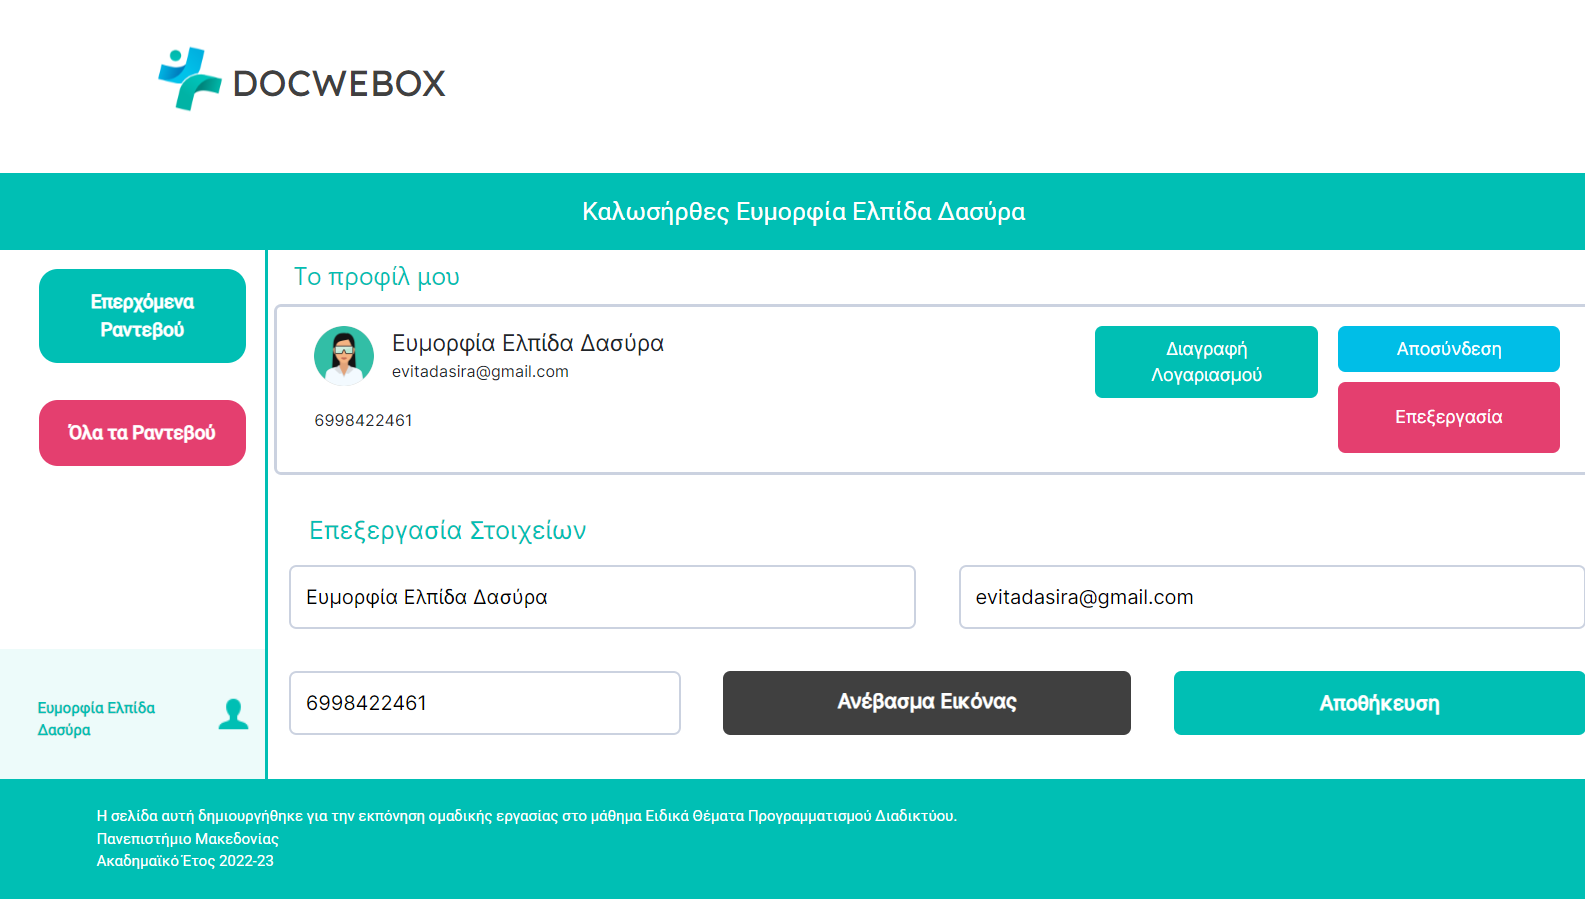 DOCWEBOX
Καλωσήρθες Ευμορφία Ελπίδα Δασύρα
Επερχόμενα
Ραντεβού
Όλα τα Ραντεβού
Ευμορφία Ελπίδα
Δασύρα
Το προφίλ μου
Ευμορφία Ελπίδα Δασύρα
evitadasira@gmail.com
6998422461
Διαγραφή
Λογαριασμού
Αποσύνδεση
Επεξεργασία
Επεξεργασία Στοιχείων
Ευμορφία Ελπίδα Δασύρα
evitadasira@gmail.com
6998422461
Ανέβασμα Εικόνας
Αποθήκευση
Η σελίδα αυτή δημιουργήθηκε για την εκπόνηση ομαδικής εργασίας στο μάθημα Ειδικά Θέματα Προγραμματισμού Διαδικτύου.
Πανεπιστήμιο Μακεδονίας
Ακαδημαϊκό Έτος 2022-23